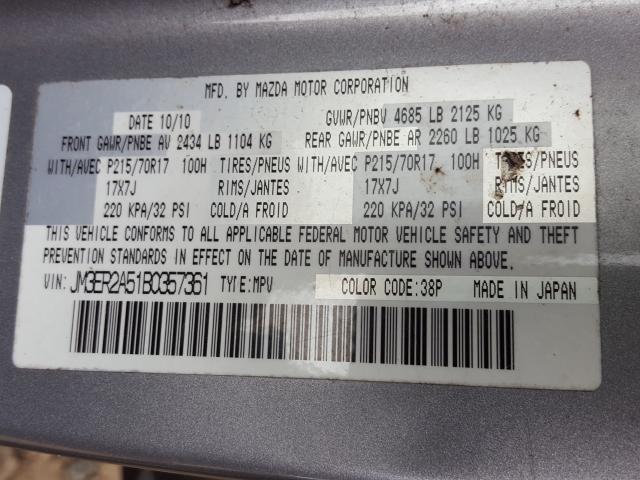 MFD. BY MAZDA MOTOR CORPORATION
DATE 10/10 GVWR/PNBV 4685 LB 2125 KG
FRONT GAWR/PNBE AV 2434 LB 1104 KG REAR GAWR/PNBE AR 2260 LB 1025 KG
WITH/AVEC P215/70R17 100H TIRES/PNEUS WITH/AVEC P215/70R17 100H TIRES/PNEUS
17X7J RIMS/JANTES 17X7J RIMS/JANTES
220 KPA/32 PSI COLD/A FROID 220 KPA/32 PSI COLD/A FROID
THIS VEHICLE CONFORMS TO ALL APPLICABLE FEDERAL MOTOR VEHICLE SAFETY AND THEFT
PREVENTION STANDARDS IN EFFECT ON THE DATE OF MANUFACTURE SHOWN ABOVE.
VIN: JM3ER2A51B0357361 TYPE: MPV COLOR CODE: 38P MADE IN JAPAN